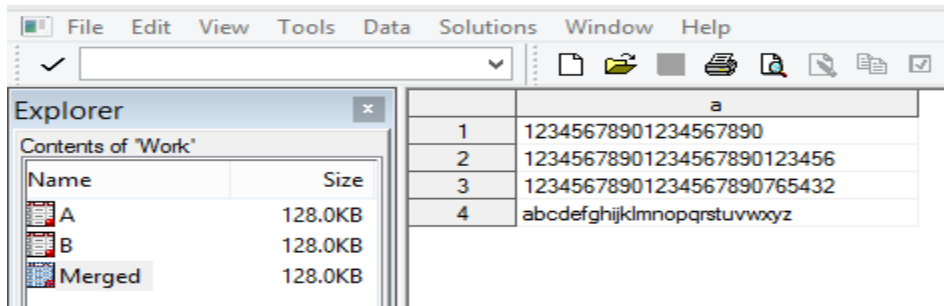 File Edit View Tools Data Solutions Window Help
Explorer
Contents of 'Work'
Name Size
A 128.0KB
B 128.0KB
Merged 128.0KB
a
1 12345678901234567890
2 12345678901234567890123456
3 12345678901234567890765432
4 abcdefghijklmnopqrstuvwxyz